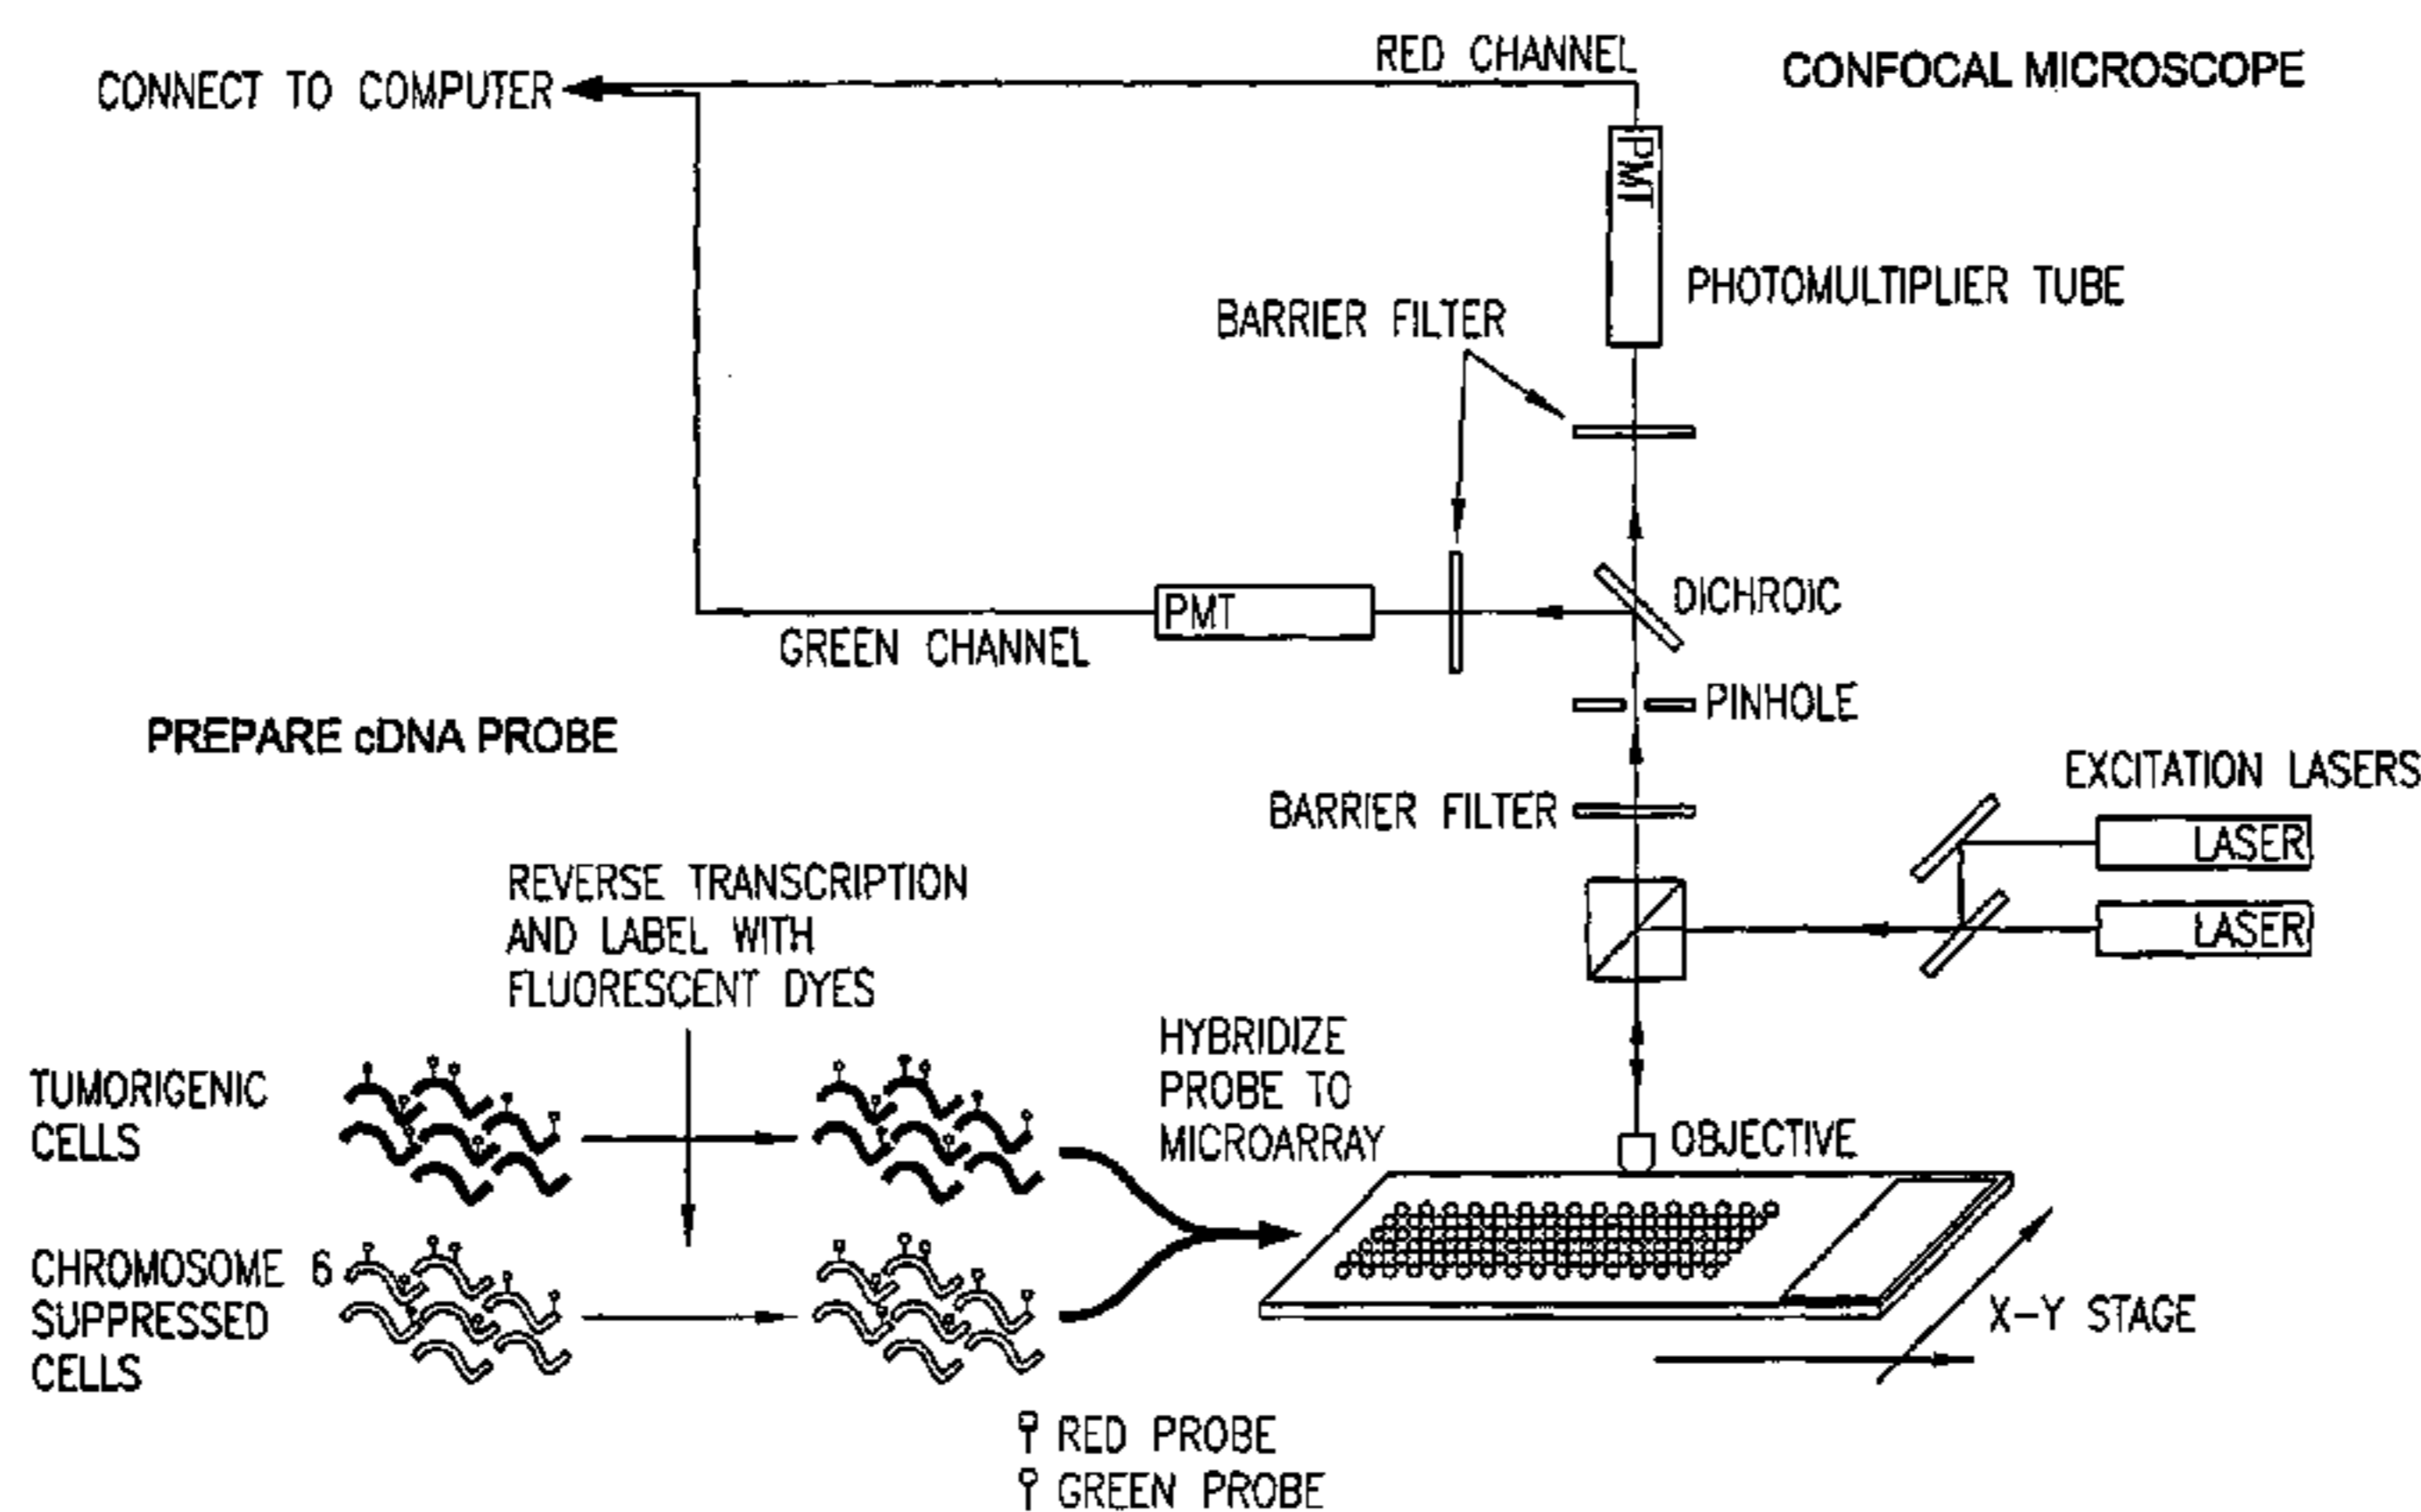 RED CHANNEL
CONFOCAL MICROSCOPE
CONNECT TO COMPUTER
PMT
PHOTOMULTIPLIER TUBE
BARRIER FILTER
DICHROIC
PMT
GREEN CHANNEL
PINHOLE
PREPARE cDNA PROBE
EXCITATION LASERS
BARRIER FILTER
LASER
LASER
REVERSE TRANSCRIPTION
AND LABEL WITH
FLUORESCENT DYES
HYBRIDIZE
PROBE TO
MICROARRAY
TUMORIGENIC
CELLS
OBJECTIVE
CHROMOSOME 6
SUPPRESSED
CELLS
X-Y STAGE
RED PROBE
GREEN PROBE